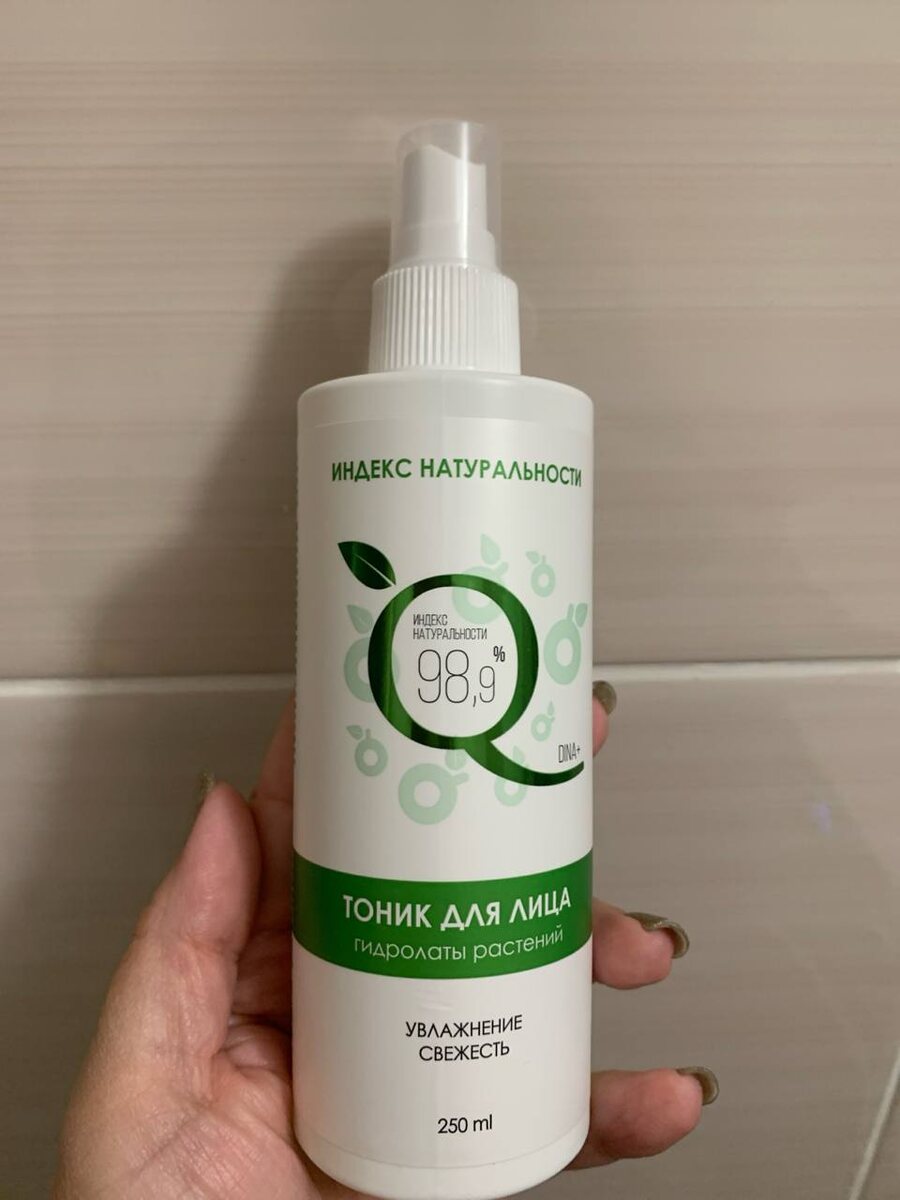 ИНДЕКС НАТУРАЛЬНОСТИ
ИНДЕКС
НАТУРАЛЬНОСТИ
98,9%
DINA+
ТОНИК ДЛЯ ЛИЦА
гидролаты растений
УВЛАЖНЕНИЕ
СВЕЖЕСТЬ
250 ml